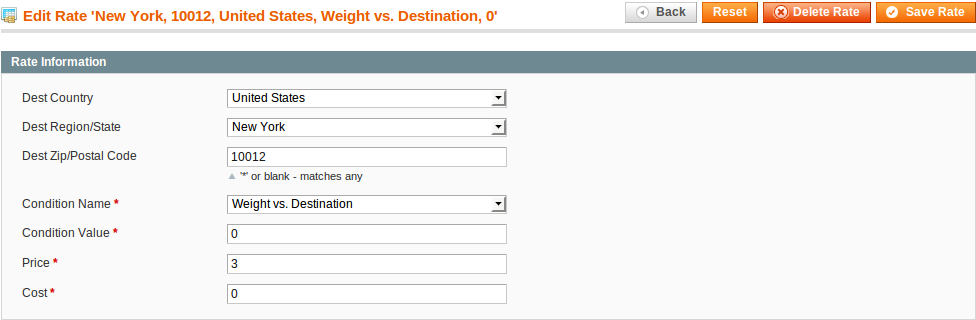 Edit Rate 'New York, 10012, United States, Weight vs. Destination, 0' Back Reset Delete Rate Save Rate
Rate Information
Dest Country United States
Dest Region/State New York
Dest Zip/Postal Code 10012
'*' or blank - matches any
Condition Name * Weight vs. Destination
Condition Value * 0
Price * 3
Cost * 0